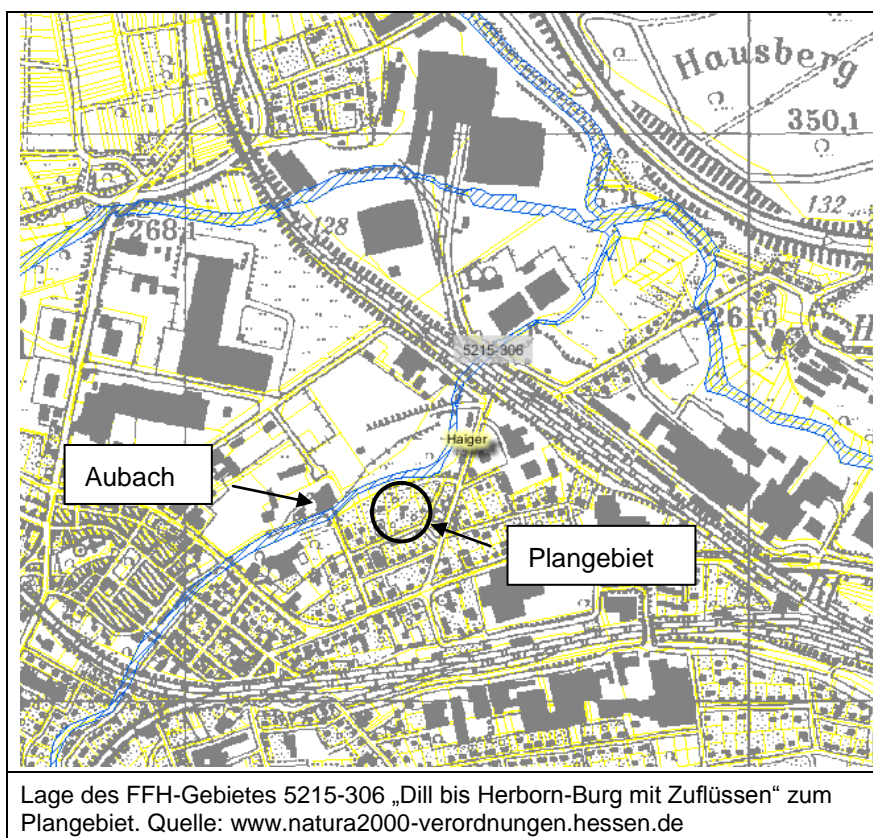 Hausberg
350,1
132
268,1
128
261,0
5215-306
Haiger
Aubach
Plangebiet
Lage des FFH-Gebietes 5215-306 „Dill bis Herborn-Burg mit Zuflüssen“ zum
Plangebiet. Quelle: www.natura2000-verordnungen.hessen.de